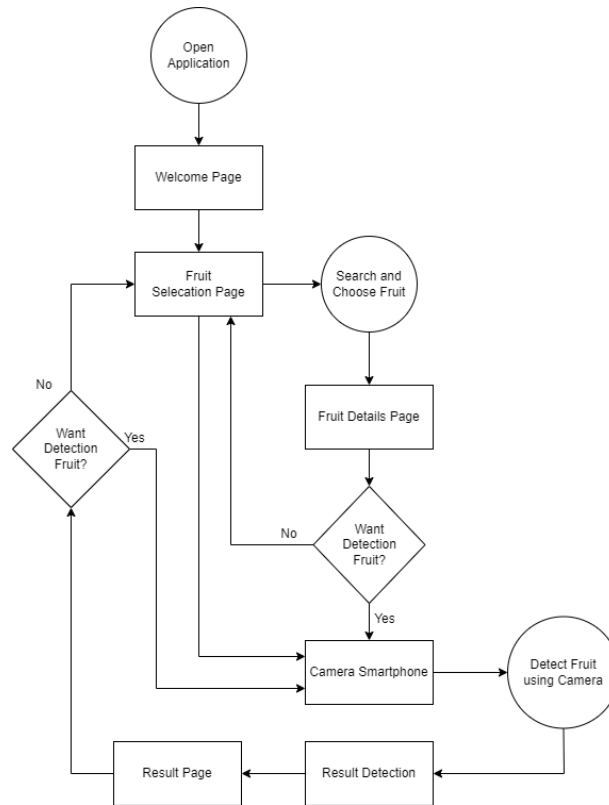 Open
Application
Welcome Page
Fruit
Selecation Page
Search and
Choose Fruit
No
Want
Detection
Fruit?
Yes
Fruit Details Page
No
Want
Detection
Fruit?
Yes
Camera Smartphone
Detect Fruit
using Camera
Result Page
Result Detection